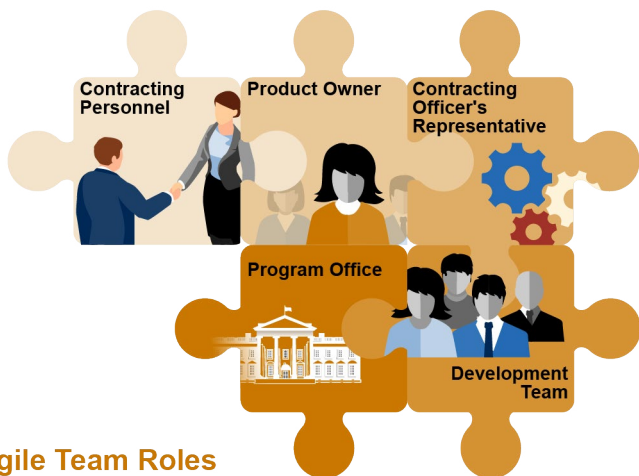 Contracting
Personnel
Product Owner
Contracting
Officer's
Representative
Program Office
Development
Team
gile Team Roles